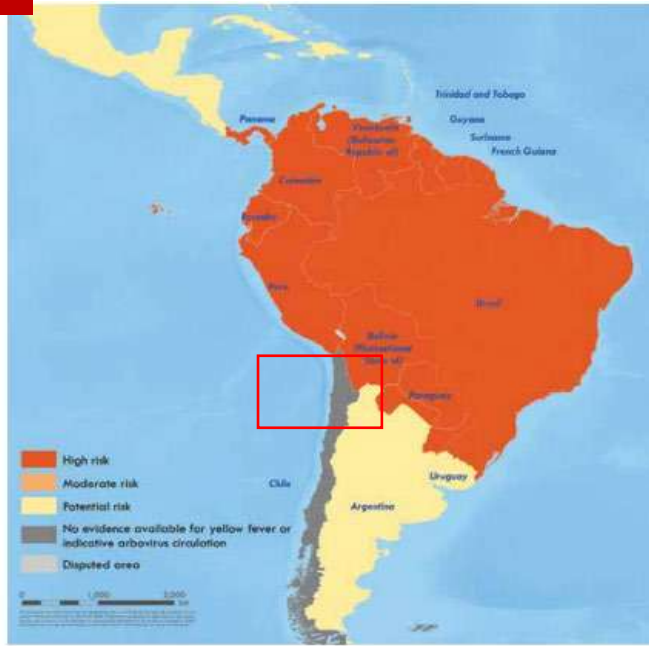 Trinidad and Tobago
Panama
Guyana
Venezuela
(Bolivarian
Republic of)
Suriname
French Guiana
Colombia
Ecuador
Peru
Brazil
Bolivia
(Plurinational
State of)
Paraguay
High risk
Moderate risk
Chile
Uruguay
Potential risk
Argentina
No evidence available for yellow fever or
indicative arbovirus circulation
Disputed area
0 1,000 2,000